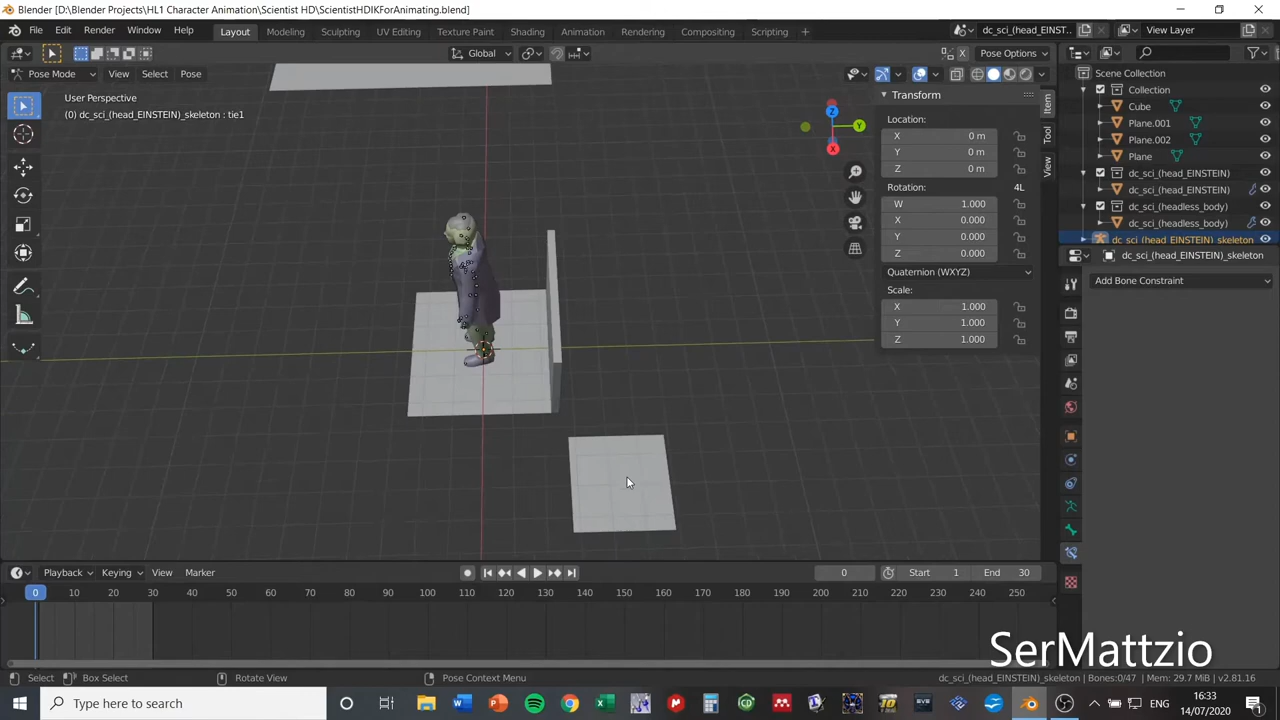 Blender [D:\Blender Projects\HL1 Character Animation\Scientist HD\ScientistHDIKForAnimating.blend]
File Edit Render Window Help Layout Modeling Sculpting UV Editing Texture Paint Shading Animation Rendering Compositing Scripting + dc_sci_(head_EINST... View Layer
Global Pose Options
Pose Mode View Select Pose
User Perspective
(0) dc_sci_(head_EINSTEIN)_skeleton : tie1
Z
Y
X
Transform
Location:
X 0 m
Y 0 m
Z 0 m
Rotation: 4L
W 1.000
X 0.000
Y 0.000
Z 0.000
Quaternion (WXYZ)
Scale:
X 1.000
Y 1.000
Z 1.000
Item
Tool
View
Scene Collection
Collection
Cube
Plane.001
Plane.002
Plane
dc_sci_(head_EINSTEIN)
dc_sci_(head_EINSTEIN)
dc_sci_(headless_body)
dc_sci_(headless_body)
dc_sci_(head_EINSTEIN)_skeleton
dc_sci_(head_EINSTEIN)_skeleton
Add Bone Constraint
Playback Keying View Marker 0 Start 1 End 30
0 10 20 30 40 50 60 70 80 90 100 110 120 130 140 150 160 170 180 190 200 210 220 230 240 250
SerMattzio
Select Box Select Rotate View Pose Context Menu dc_sci_(head_EINSTEIN)_skeleton | Bones:0/47 | Mem: 29.7 MiB | v2.81.16
Type here to search
ENG
16:33
14/07/2020